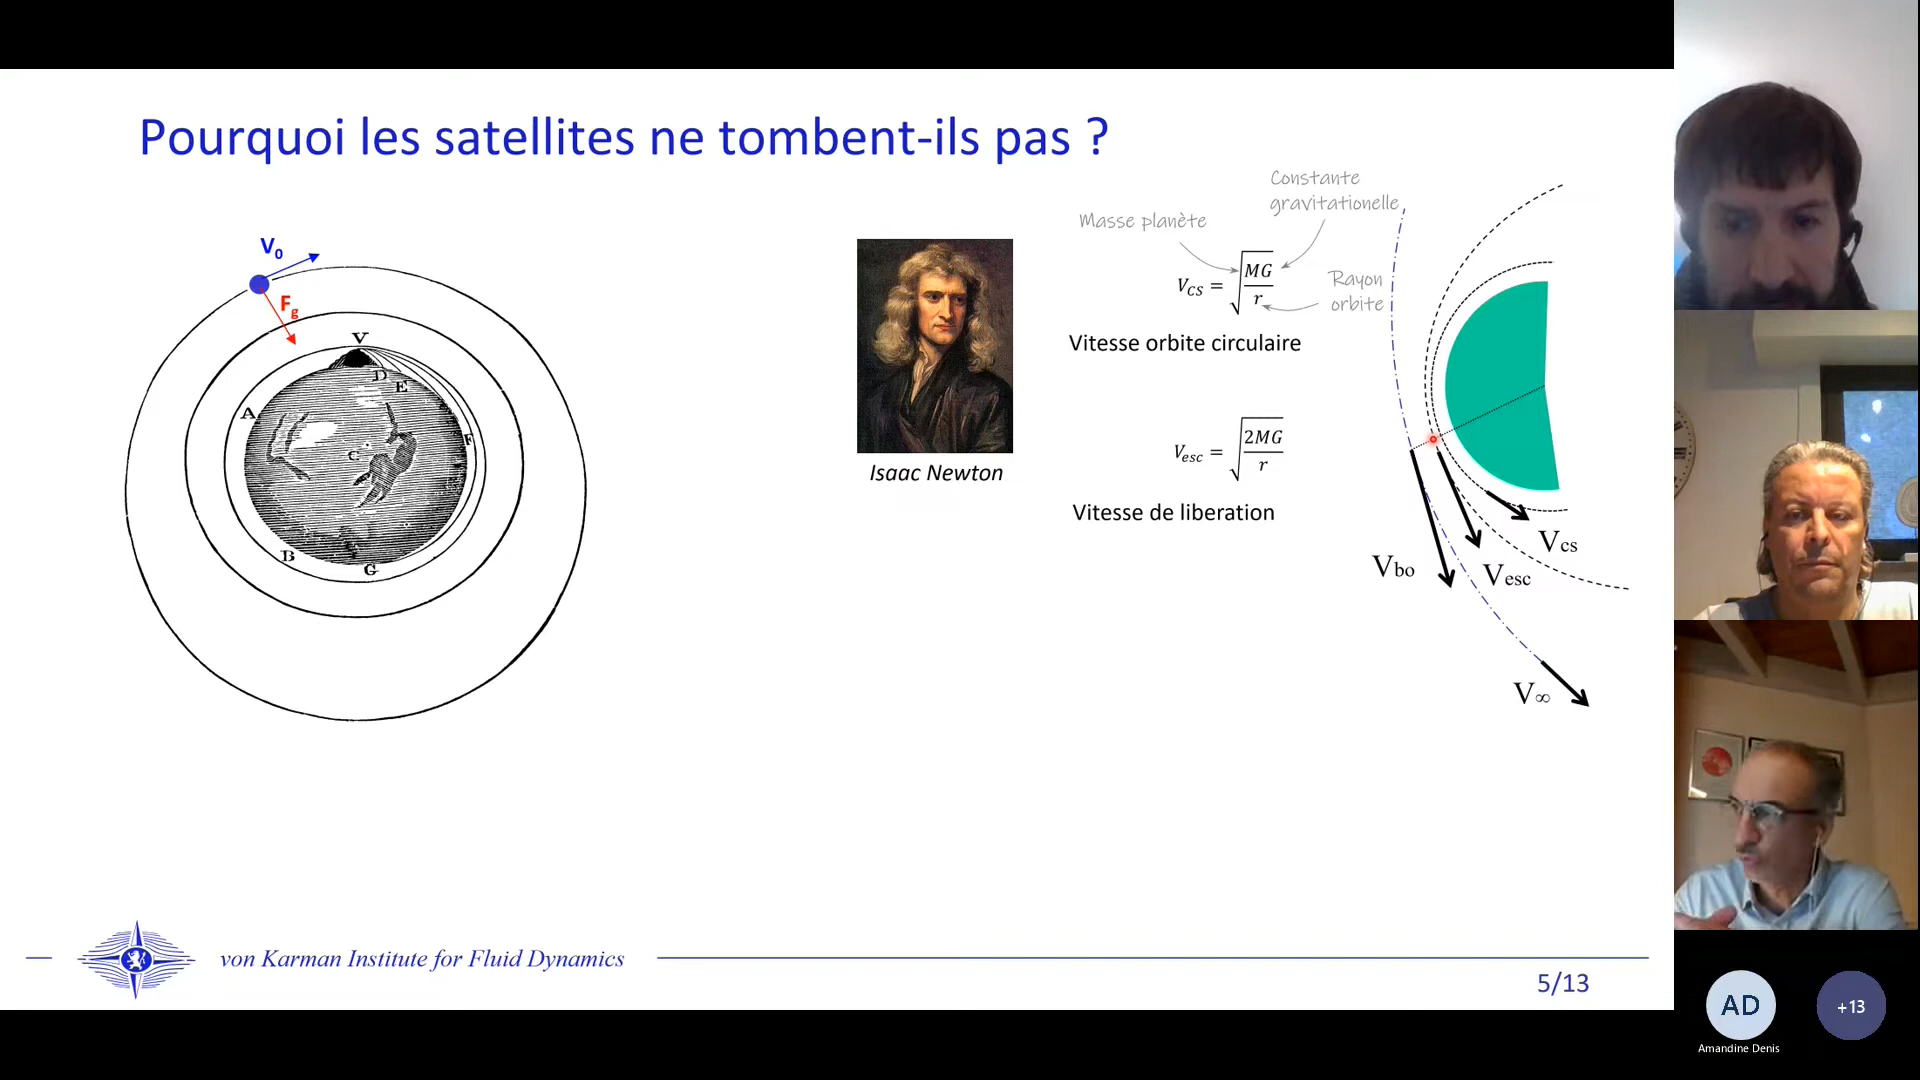 Pourquoi les satellites ne tombent-ils pas ?
V0
Fg
V
D
E
A
F
C
B
G
Isaac Newton
Masse planète
Constante
gravitationelle
VCS = √MG/r
Rayon
orbite
Vitesse orbite circulaire
Vesc = √2MG/r
Vitesse de liberation
Vcs
Vbo
Vesc
V∞
von Karman Institute for Fluid Dynamics
5/13
AD
+13
Amandine Denis